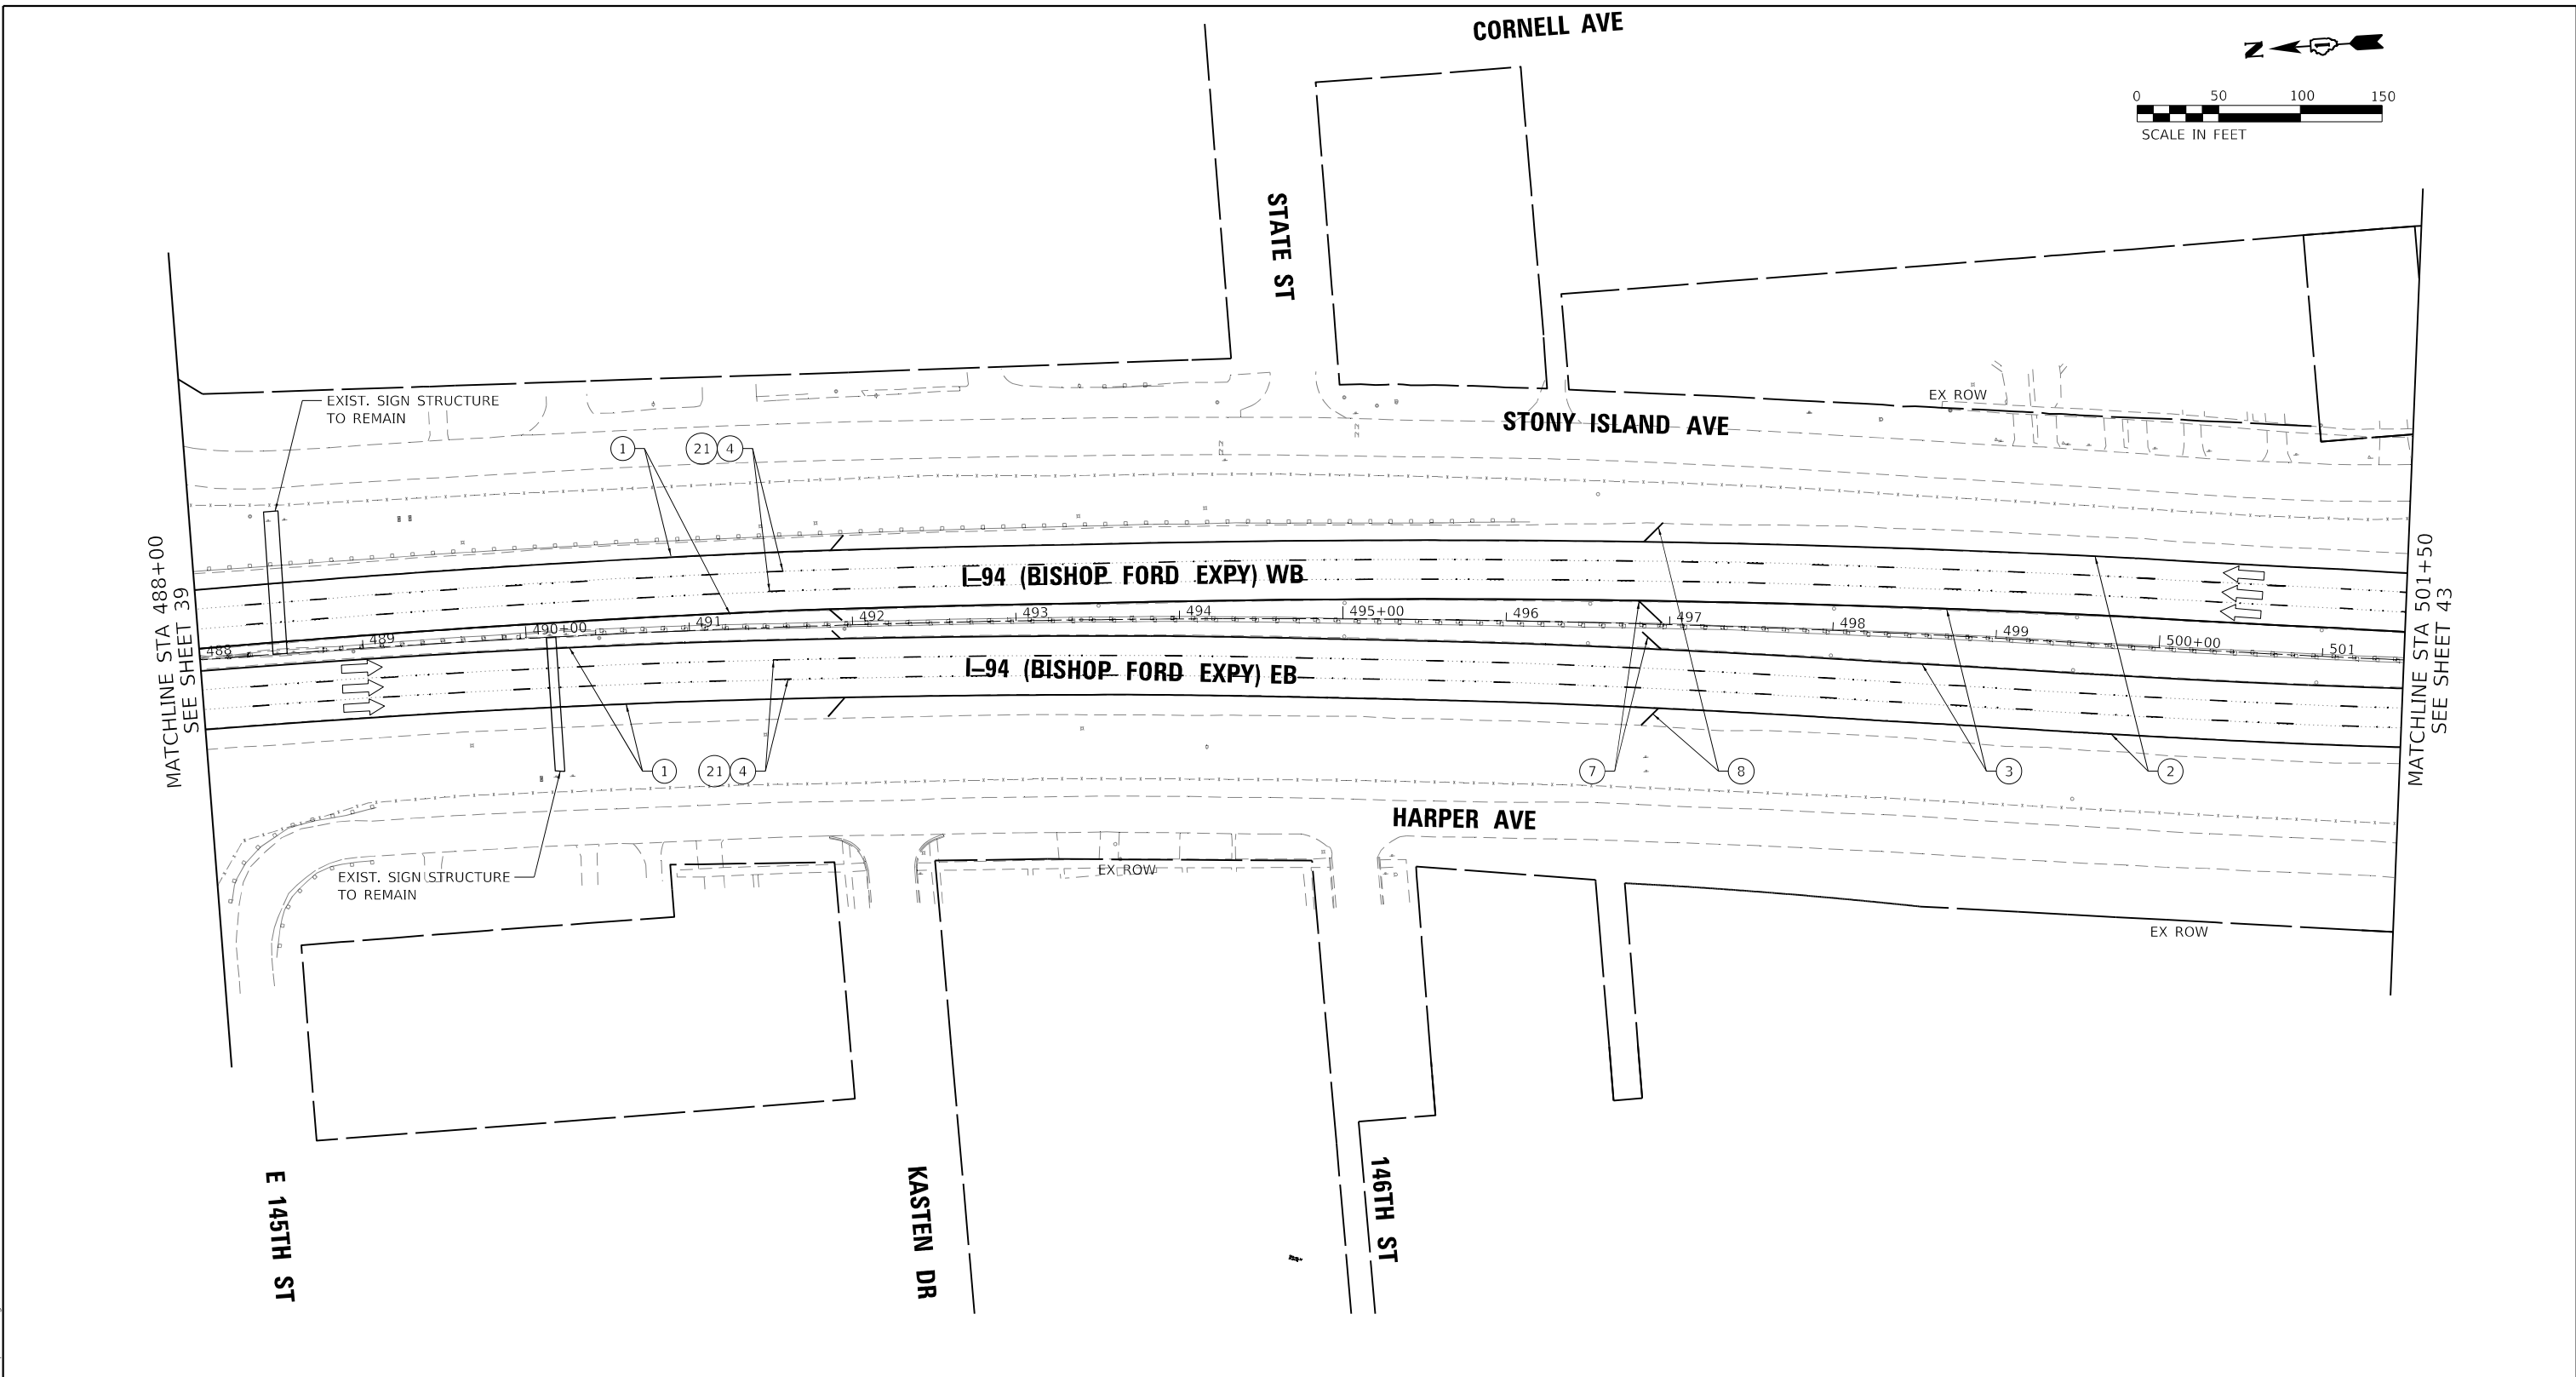 CORNELL AVE
N
0 50 100 150
SCALE IN FEET
STATE ST
EXIST. SIGN STRUCTURE
TO REMAIN
EX ROW
STONY ISLAND AVE
1
21 4
MATCHLINE STA 488+00
SEE SHEET 39
MATCHLINE STA 501+50
SEE SHEET 43
I-94 (BISHOP FORD EXPY) WB
488 489 490+00 491 492 493 494 495+00 496 497 498 499 500+00 501
I-94 (BISHOP FORD EXPY) EB
1
21 4
7
8
3
2
HARPER AVE
EX ROW
EXIST. SIGN STRUCTURE
TO REMAIN
EX ROW
E 145TH ST
KASTEN DR
146TH ST